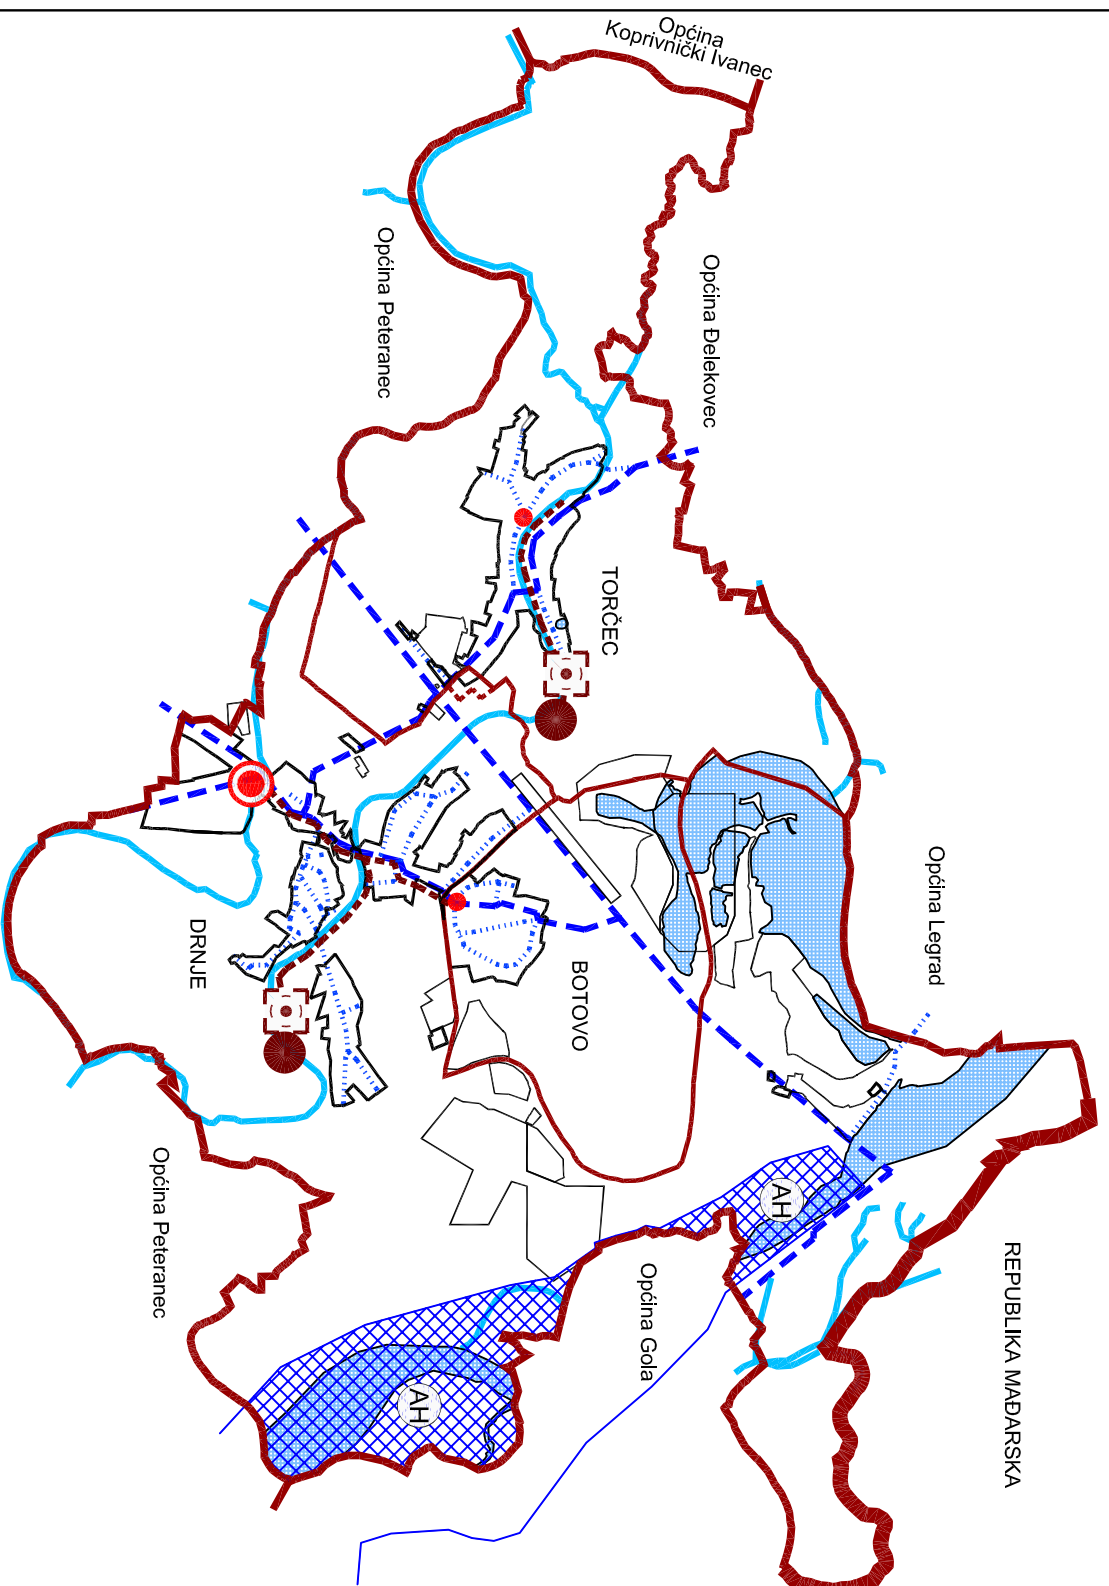 Općina
Koprivnički Ivanec
Općina Peteranec
Općina Đelekovec
TORČEC
Općina Legrad
DRNJE
BOTOVO
Općina Peteranec
AH
Općina Gola
REPUBLIKA MAĐARSKA
AH